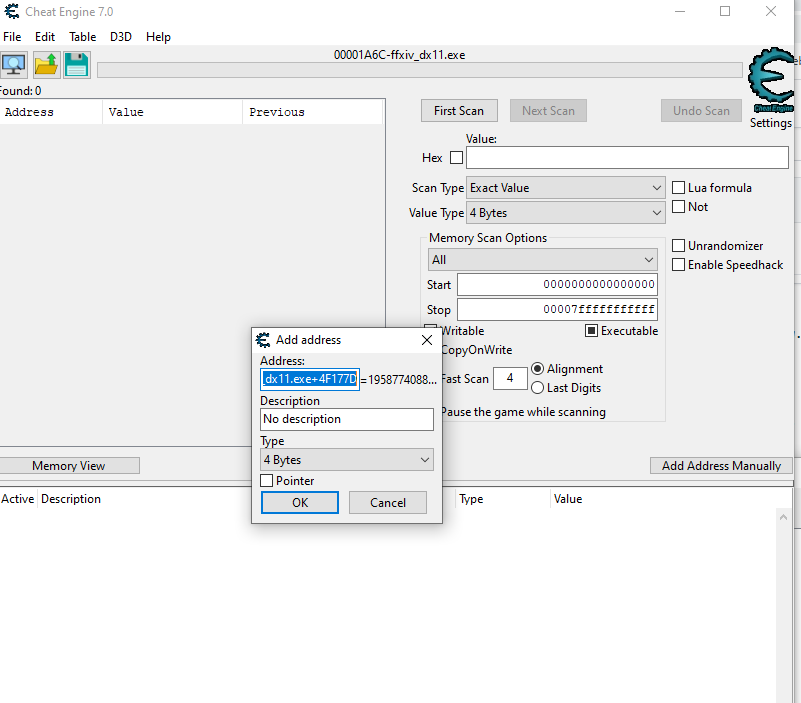 Cheat Engine 7.0
File Edit Table D3D Help
00001A6C-ffxiv_dx11.exe
Found: 0
Address Value Previous
First Scan Next Scan Undo Scan
Cheat Engine
Settings
Value:
Hex
Scan Type Exact Value Lua formula
Value Type 4 Bytes Not
Memory Scan Options
All Unrandomizer
Enable Speedhack
Start 0000000000000000
Stop 00007fffffffffff
Writable Executable
CopyOnWrite
Fast Scan 4 Alignment
Last Digits
Pause the game while scanning
Memory View Add Address Manually
Add address
Address:
dx11.exe+4F177D =1958774088...
Description
No description
Type
4 Bytes
Pointer
OK Cancel
Active Description Type Value